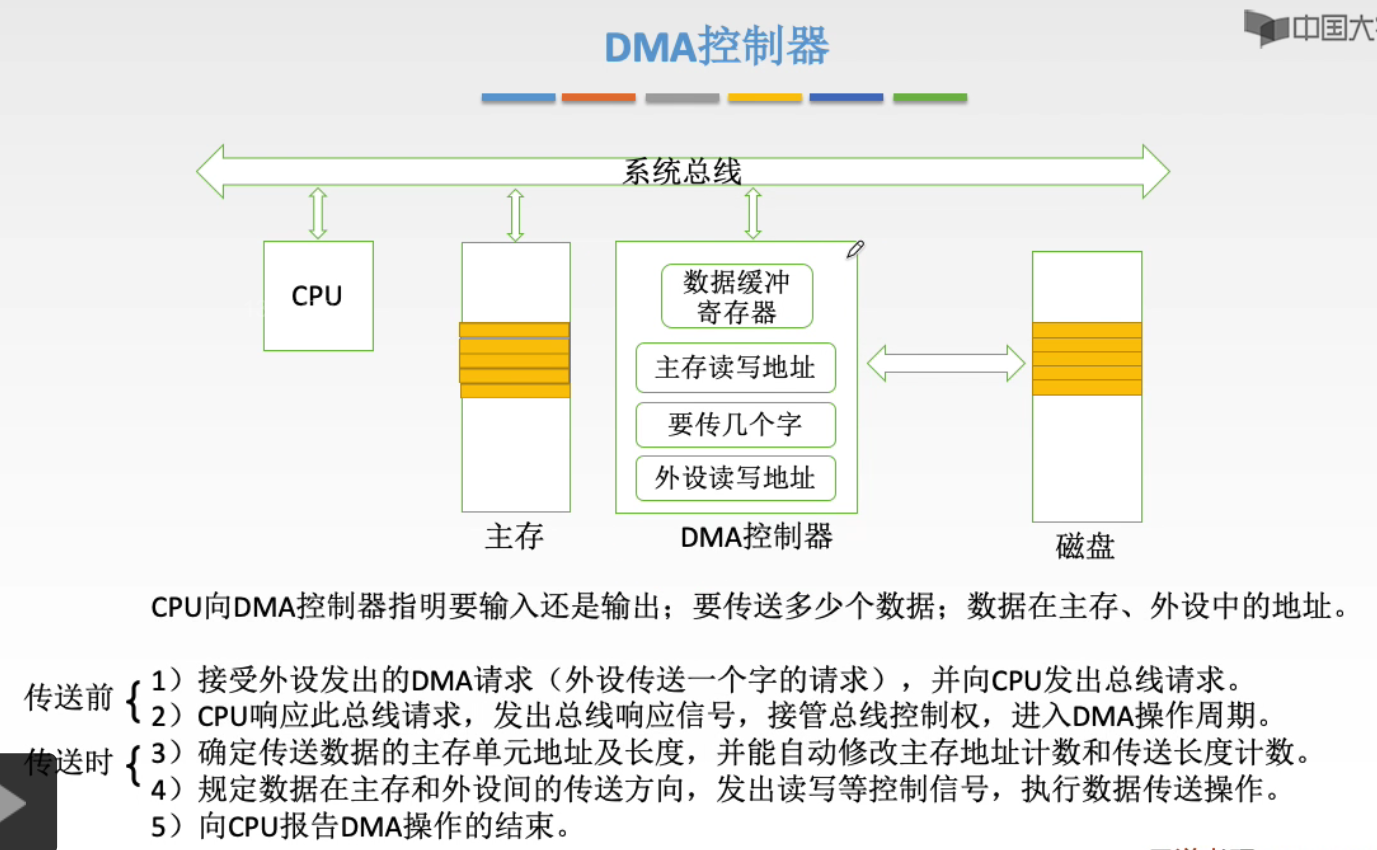 DMA控制器
中国大
系统总线
CPU
数据缓冲
寄存器
主存读写地址
要传几个字
外设读写地址
主存
DMA控制器
磁盘
CPU向DMA控制器指明要输入还是输出；要传送多少个数据；数据在主存、外设中的地址。
传送前
1）接受外设发出的DMA请求（外设传送一个字的请求），并向CPU发出总线请求。
2）CPU响应此总线请求，发出总线响应信号，接管总线控制权，进入DMA操作周期。
传送时
3）确定传送数据的主存单元地址及长度，并能自动修改主存地址计数和传送长度计数。
4）规定数据在主存和外设间的传送方向，发出读写等控制信号，执行数据传送操作。
5）向CPU报告DMA操作的结束。